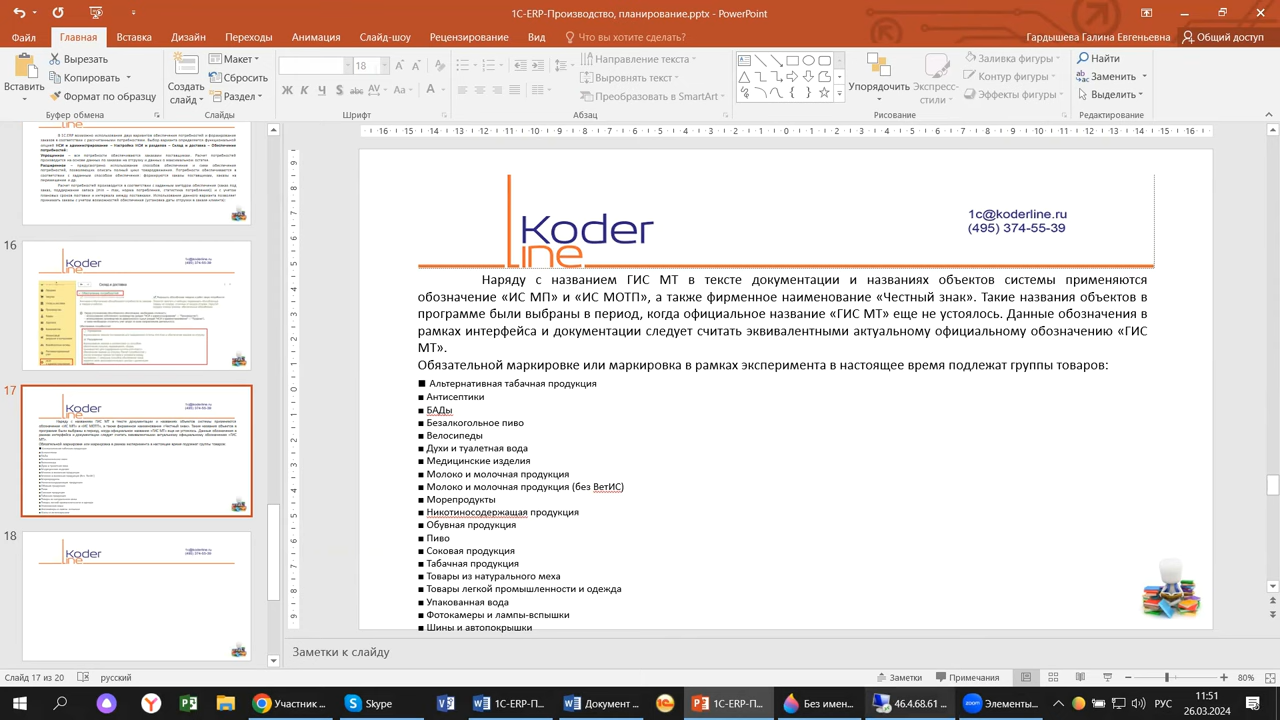 1С-ERP-Производство и планирование.pptx - PowerPoint
Файл Главная Вставка Дизайн Переходы Анимация Слайд-шоу Рецензирование Вид Что вы хотите сделать? Гардышева Галина Евгеньевна Общий доступ
Вставить
Вырезать
Копировать
Формат по образцу
Буфер обмена
Создать слайд
Макет
Сбросить
Раздел
Слайды
18
Шрифт
Направление текста
Выровнять текст
Преобразовать в SmartArt
Абзац
Упорядочить
Экспресс-стили
Заливка фигуры
Контур фигуры
Эффекты фигуры
Рисование
Найти
Заменить
Выделить
Редактирование
16
17
18
Koder
line
1c@koderline.ru
(495) 374-55-39
Наряду с названием ГИС МТ в тексте документации и названиях объектов системы применяются
обозначение «ГИС МП» и «ИС МОТП», а также фирменное наименование «Честный знак». Такие названия объектов в
программе были выбраны в период, когда официальное название ГИС МТ еще не устоялось. Данные обозначения в
рамках интерфейса и документации следует считать эквивалентными актуальному официальному обозначению «ГИС
МТ».
Обязательной маркировке или маркировка в рамках эксперимента в настоящее время подлежат группы товаров:
■ Альтернативная табачная продукция
■ Антисептики
■ БАДы
■ Безалкогольное пиво
■ Велосипеды
■ Духи и туалетная вода
■ Медицинские изделия
■ Молоко и молочная продукция
■ Молоко и молочная продукция (без ВетИС)
■ Морепродукты
■ Никотиносодержащая продукция
■ Обувная продукция
■ Пиво
■ Соковая продукция
■ Табачная продукция
■ Товары из натурального меха
■ Товары легкой промышленности и одежда
■ Упакованная вода
■ Фотокамеры и лампы-вспышки
■ Шины и автопокрышки
Заметки к слайду
Слайд 17 из 20 русский Заметки Примечания 80%
Участник ... Skype 1С-ERP-П... Документ ... 1С-ERP-П... Без имен... 46.4.68.61 ... Элементы... РУС 11:51
26.03.2024